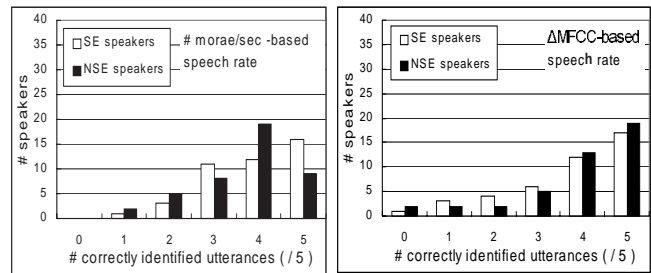 40
35
30
25
20
15
10
5
0
# speakers
SE speakers
NSE speakers
# morae/sec -based
speech rate
0 1 2 3 4 5
# correctly identified utterances ( / 5 )
40
35
30
25
20
15
10
5
0
# speakers
SE speakers
NSE speakers
ΔMFCC-based
speech rate
0 1 2 3 4 5
# correctly identified utterances ( / 5 )